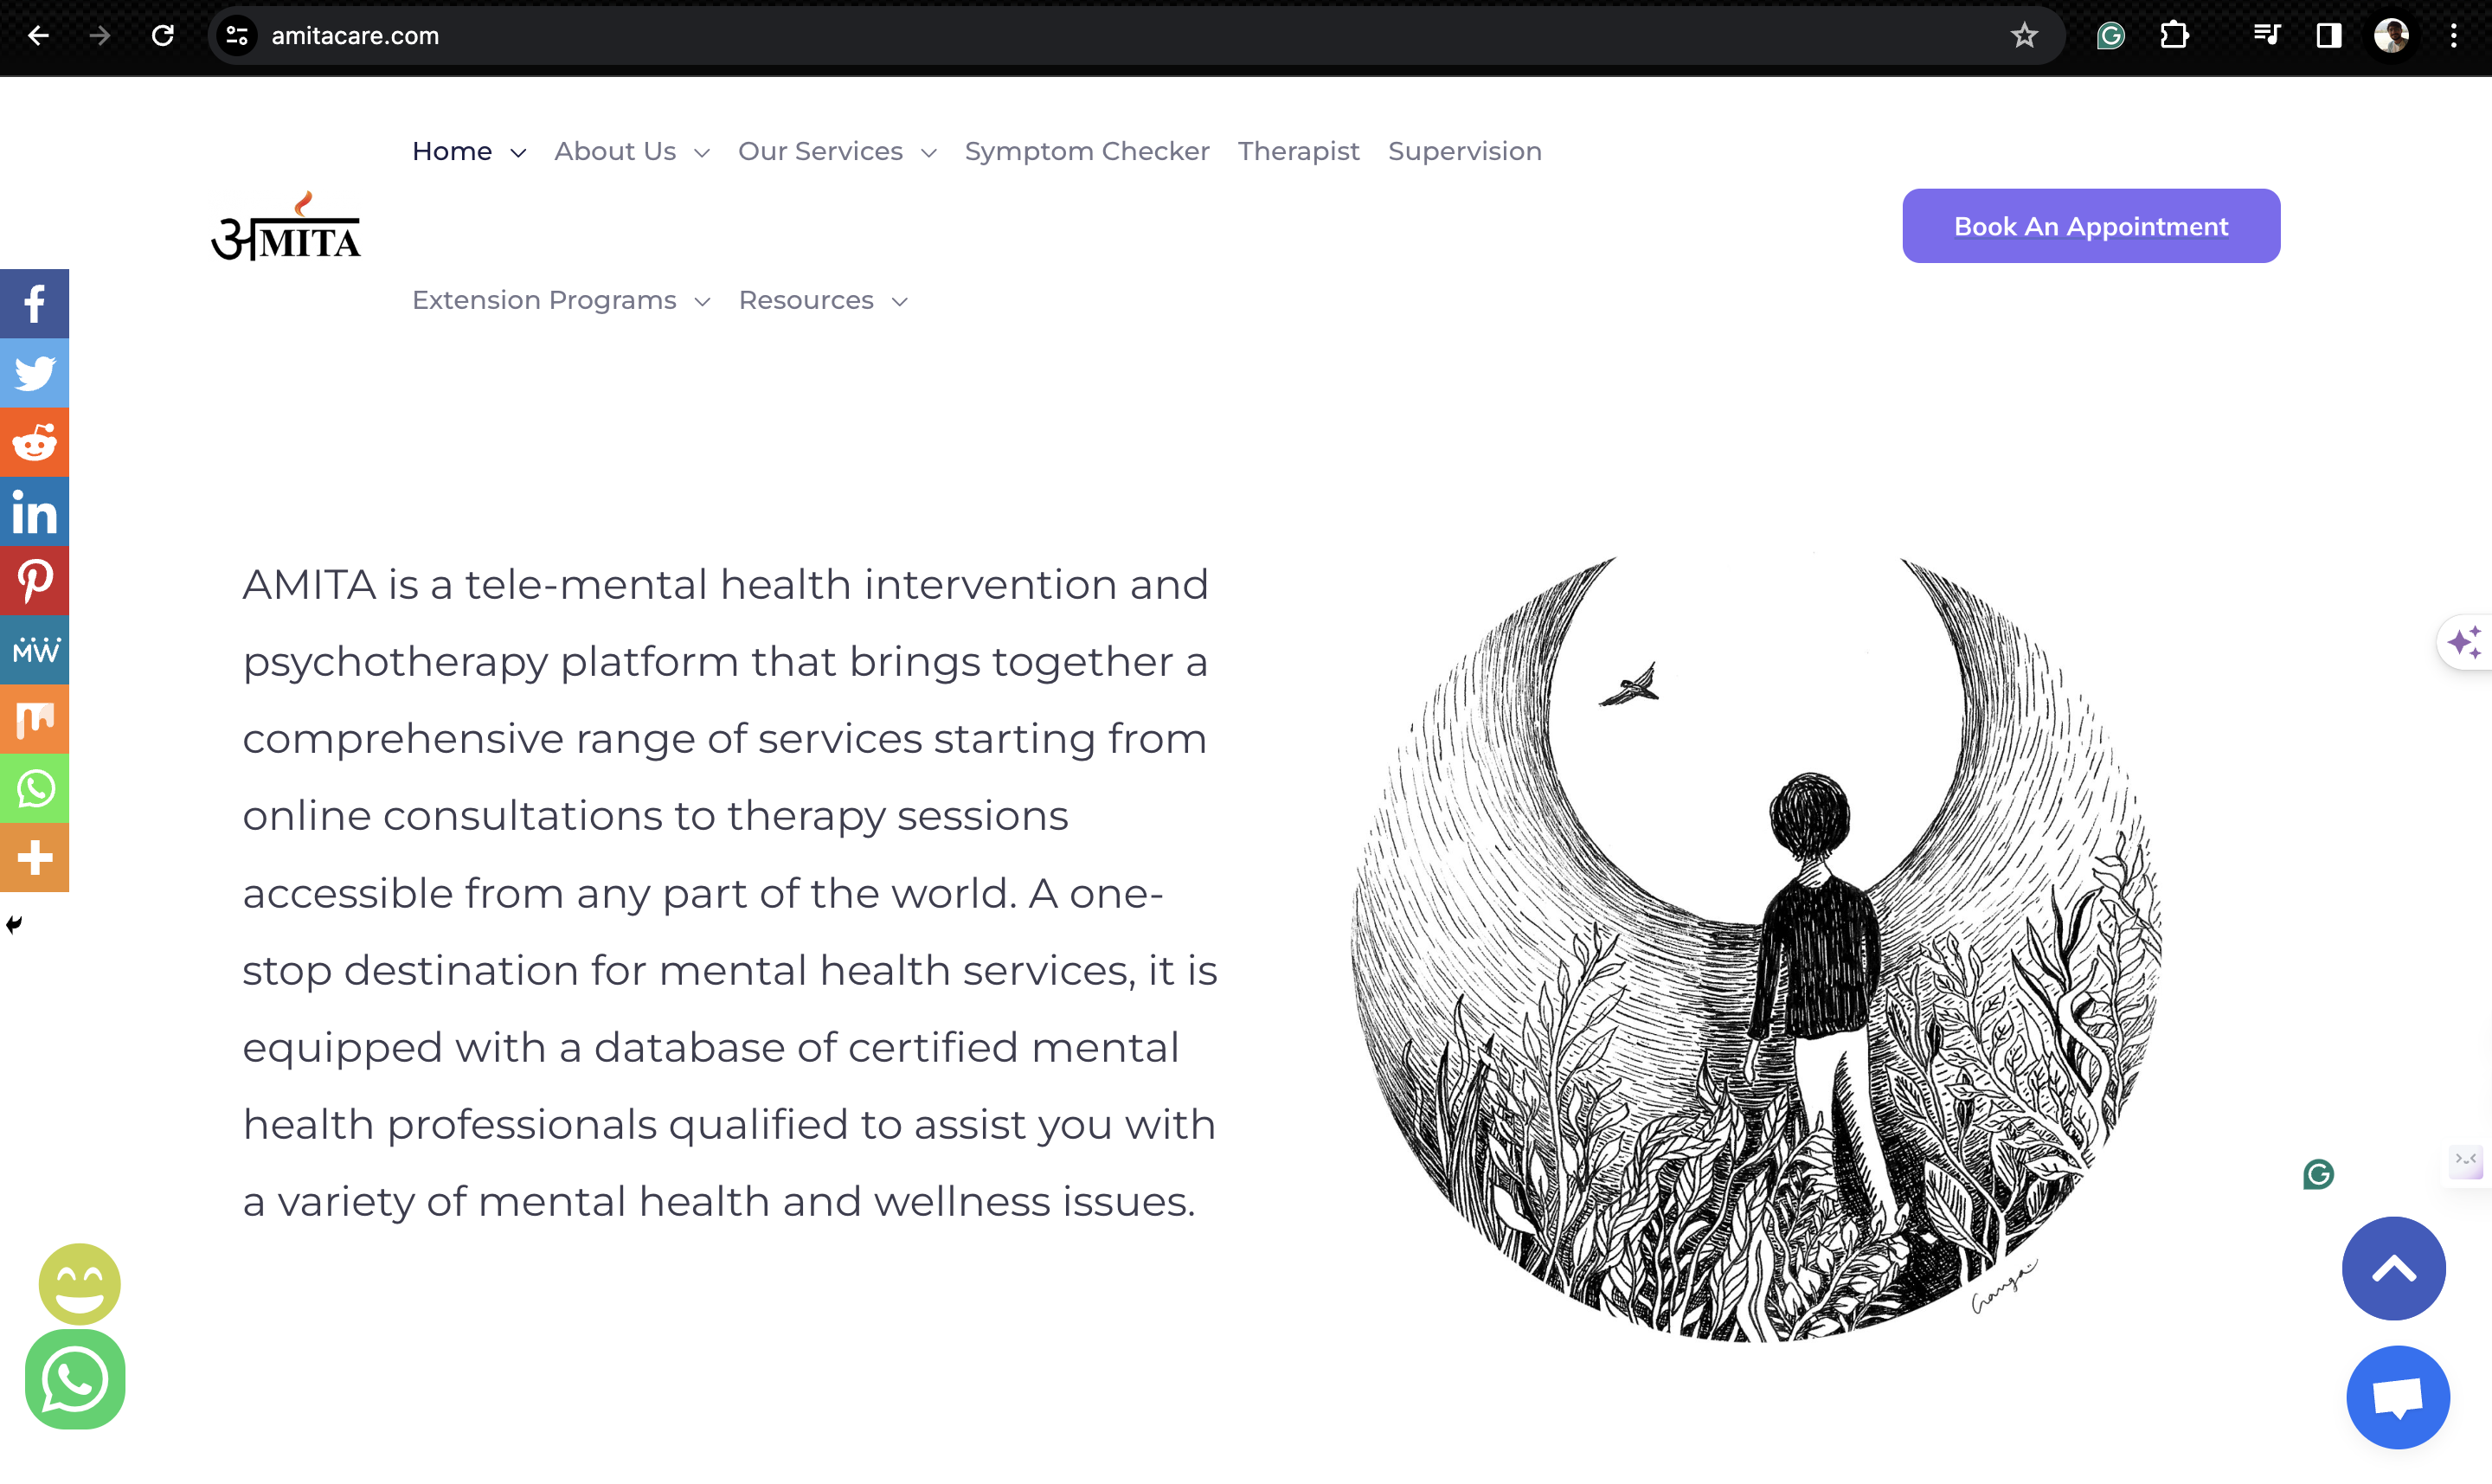 amitacare.com
Home About Us Our Services Symptom Checker Therapist Supervision
अMITA
Book An Appointment
Extension Programs Resources
MW
AMITA is a tele-mental health intervention and
psychotherapy platform that brings together a
comprehensive range of services starting from
online consultations to therapy sessions
accessible from any part of the world. A one-
stop destination for mental health services, it is
equipped with a database of certified mental
health professionals qualified to assist you with
a variety of mental health and wellness issues.